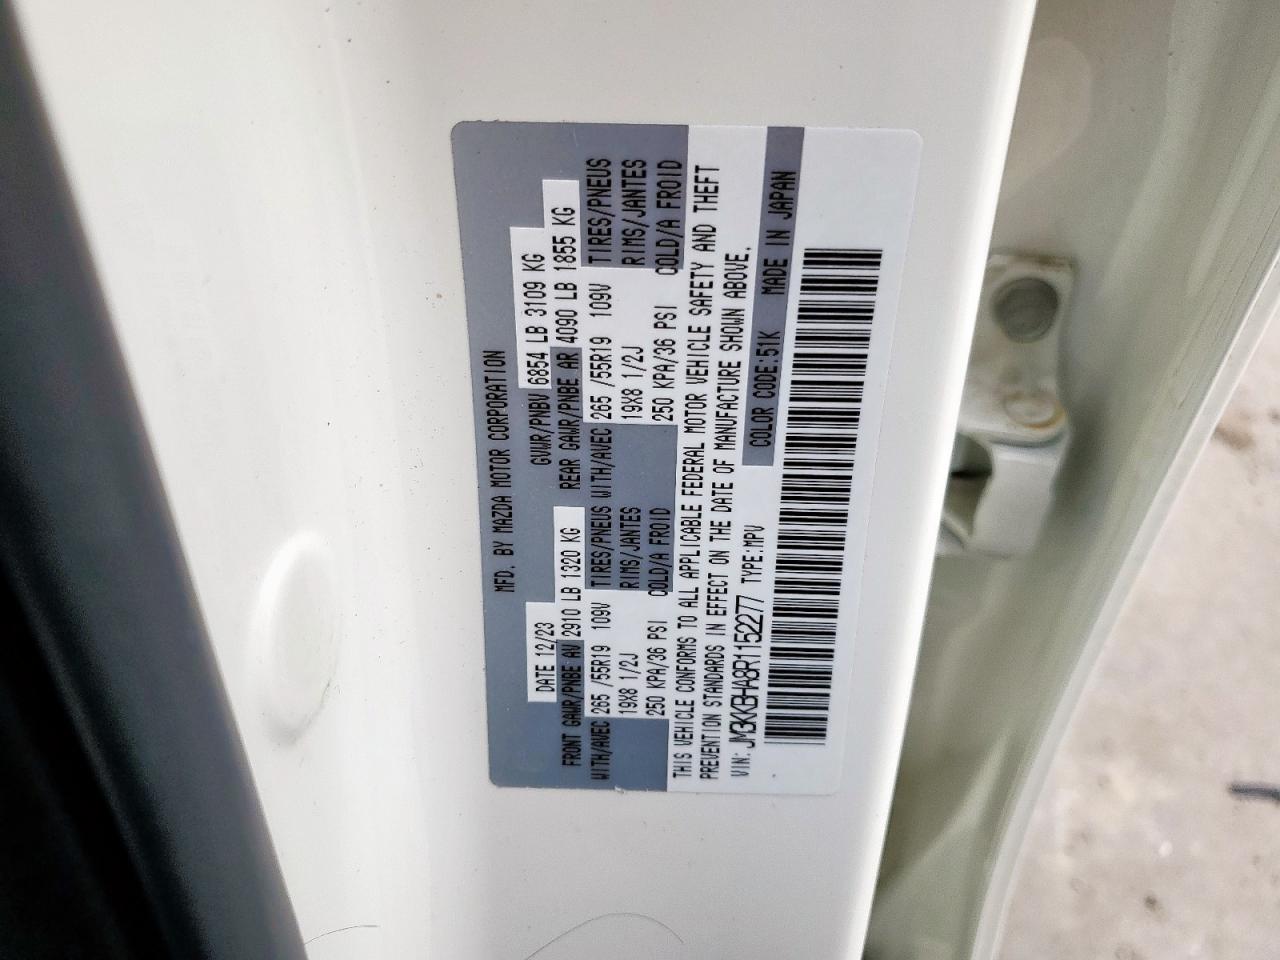 MFD. BY MAZDA MOTOR CORPORATION
DATE 12/23 GVWR/PNBV 6854 LB 3109 KG
FRONT GAWR/PNBE AV 2910 LB 1320 KG REAR GAWR/PNBE AR 4090 LB 1855 KG
WITH/AVEC 265 /55R19 109V TIRES/PNEUS WITH/AVEC 265 /55R19 109V TIRES/PNEUS
19X8 1/2J RIMS/JANTES 19X8 1/2J RIMS/JANTES
250 KPA/36 PSI COLD/A FROID 250 KPA/36 PSI COLD/A FROID
THIS VEHICLE CONFORMS TO ALL APPLICABLE FEDERAL MOTOR VEHICLE SAFETY AND THEFT
PREVENTION STANDARDS IN EFFECT ON THE DATE OF MANUFACTURE SHOWN ABOVE.
VIN: JM3KKBHA8R1152277 TYPE:MPV COLOR CODE:51K MADE IN JAPAN